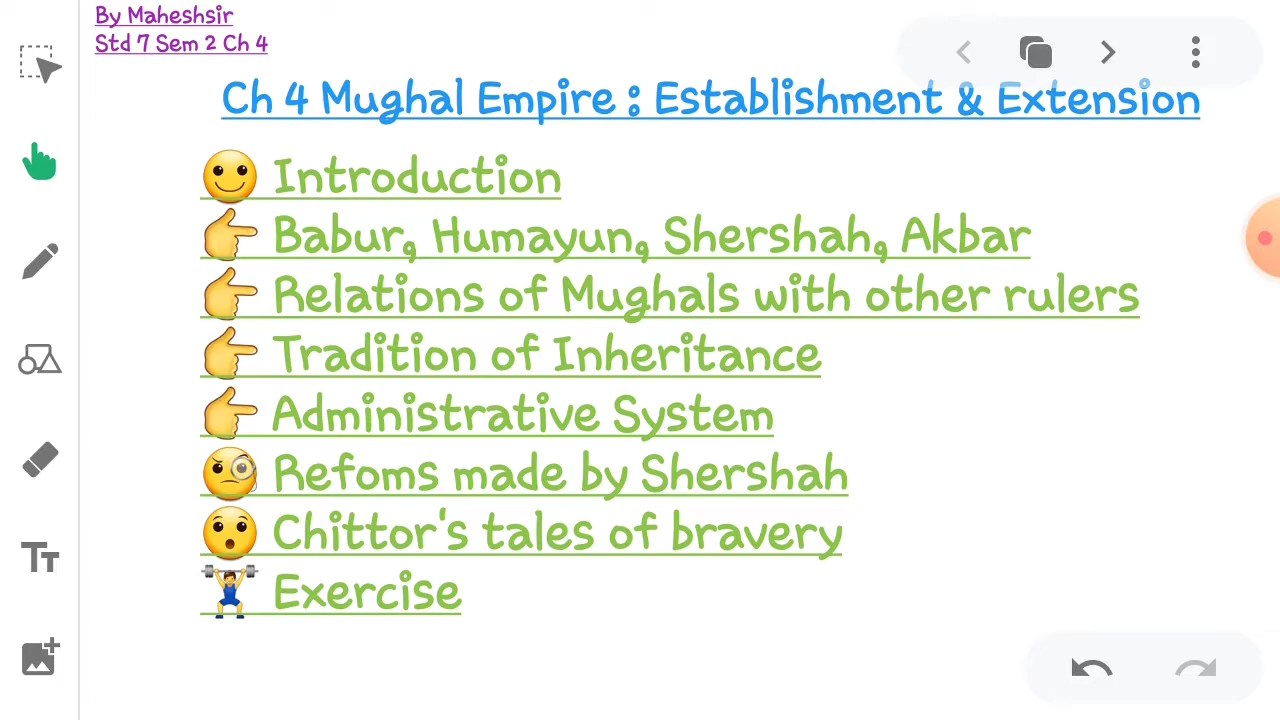 By Maheshsir
Std 7 Sem 2 Ch 4
Ch 4 Mughal Empire : Establishment & Extension
Introduction
Babur, Humayun, Shershah, Akbar
Relations of Mughals with other rulers
Tradition of Inheritance
Administrative System
Refoms made by Shershah
Chittor's tales of bravery
Exercise
TT